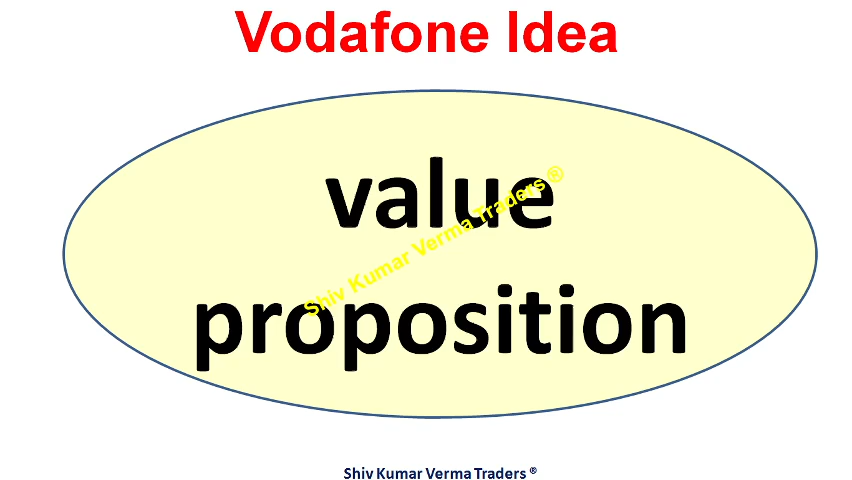 Vodafone Idea
value
Shiv Kumar Verma Traders ®
proposition
Shiv Kumar Verma Traders ®